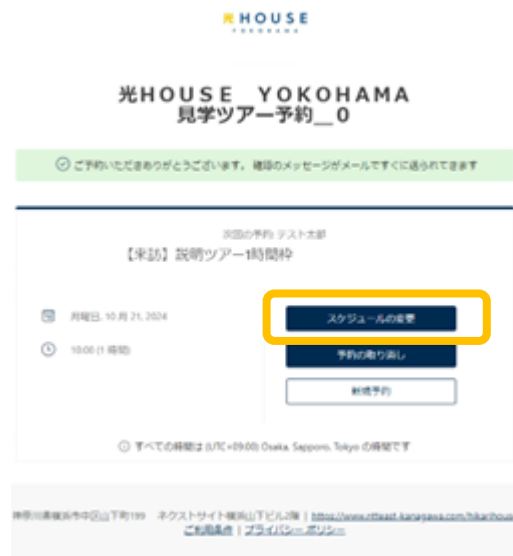 光HOUSE
YOKOHAMA
光HOUSE YOKOHAMA
見学ツアー予約__0
ご予約いただきありがとうございます。 確認のメッセージがメールですぐに送られてきます
次回の予約: テスト太郎
【来訪】説明ツアー1時間枠
月曜日, 10 月 21, 2024
スケジュールの変更
10:00 (1 時間)
予約の取り消し
新規予約
すべての時間は (UTC+09:00) Osaka, Sapporo, Tokyo の時間です
神奈川県横浜市中区山下町199 ネクストサイト横浜山下ビル2階 | https://www.ntteast-kanagawa.com/hikarihouse
ご利用条件 | プライバシー ポリシー